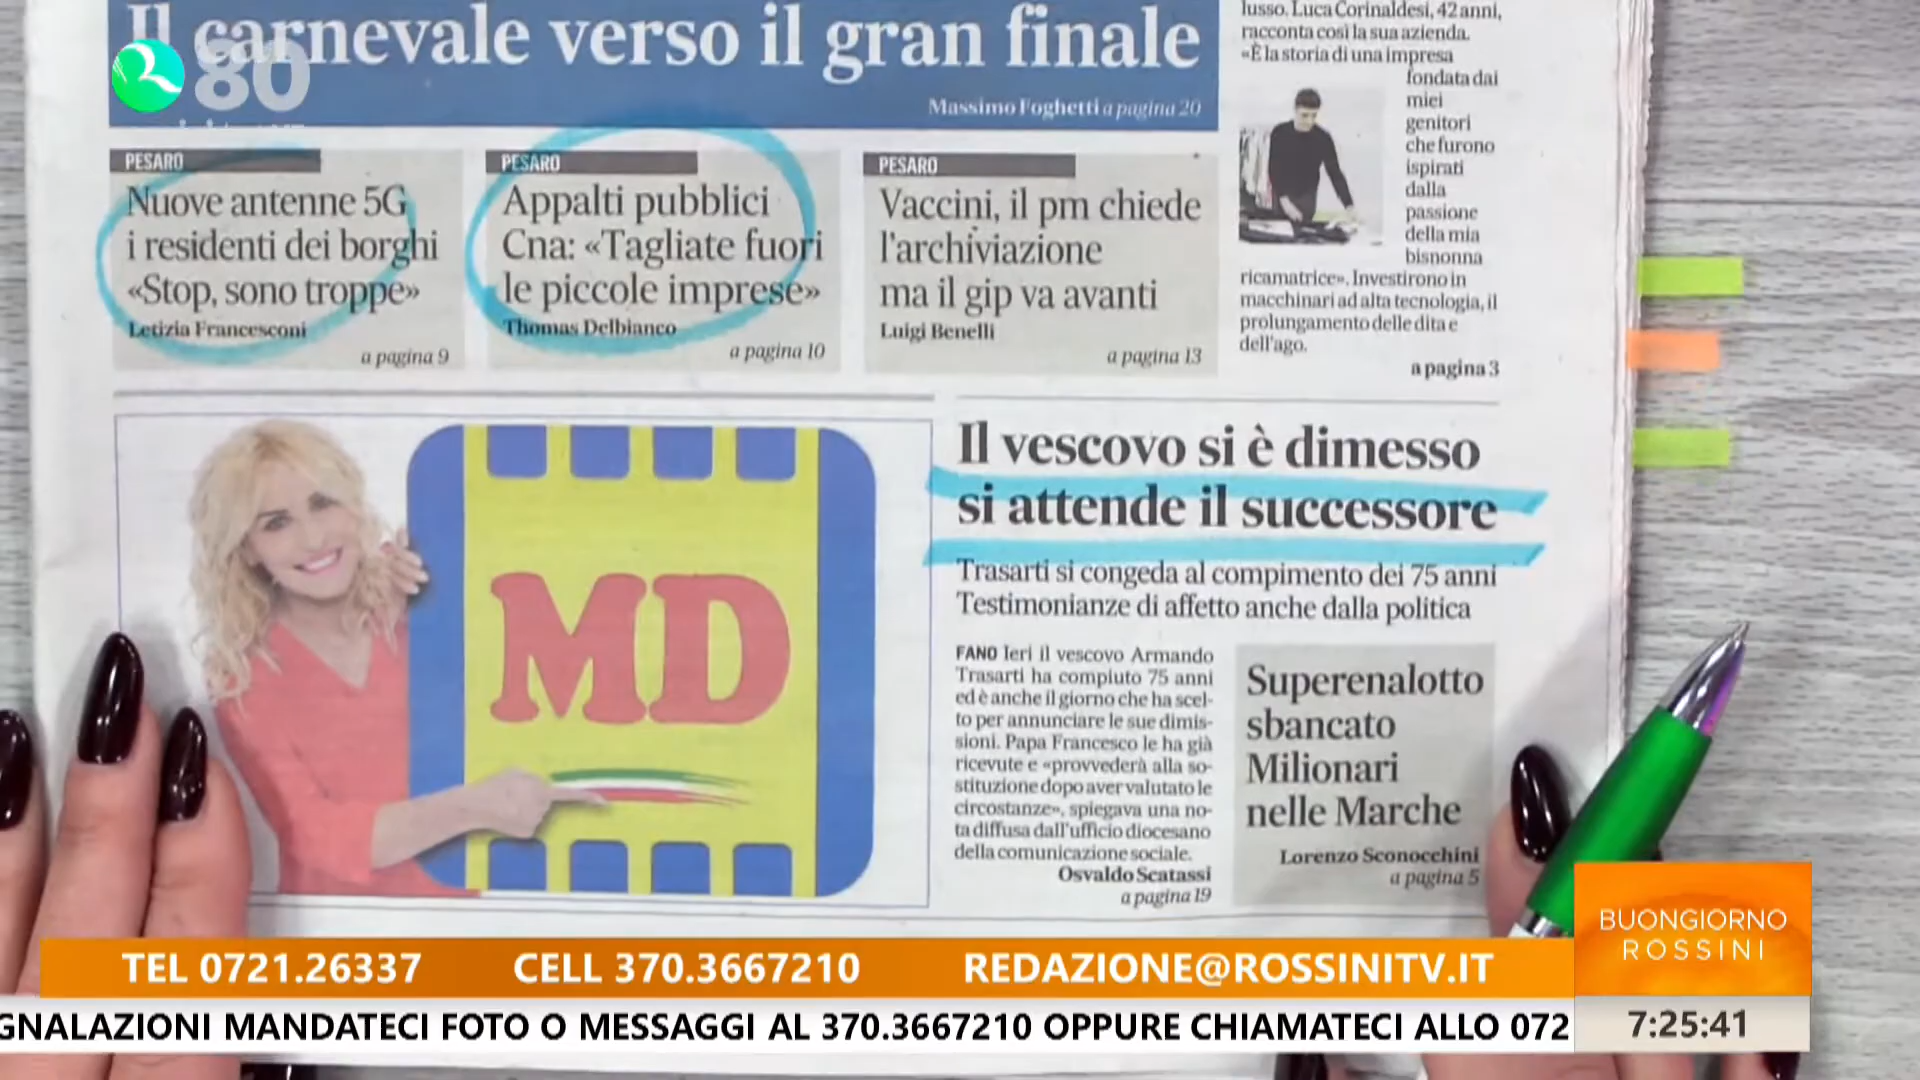 Il carnevale verso il gran finale
80
Massimo Foghetti a pagina 20
lusso. Luca Corinaldesi, 42 anni,
racconta così la sua azienda.
«È la storia di una impresa
fondata dai
miei
genitori
che furono
ispirati
dalla
passione
della mia
bisnonna
ricamatrice». Investirono in
macchinari ad alta tecnologia, il
prolungamento delle dita e
dell'ago.
a pagina 3
PESARO
Nuove antenne 5G
i residenti dei borghi
«Stop, sono troppe»
Letizia Francesconi
a pagina 9
PESARO
Appalti pubblici
Cna: «Tagliate fuori
le piccole imprese»
Thomas Delbianco
a pagina 10
PESARO
Vaccini, il pm chiede
l'archiviazione
ma il gip va avanti
Luigi Benelli
a pagina 13
MD
Il vescovo si è dimesso
si attende il successore
Trasarti si congeda al compimento dei 75 anni
Testimonianze di affetto anche dalla politica
FANO Ieri il vescovo Armando
Trasarti ha compiuto 75 anni
ed è anche il giorno che ha scel-
to per annunciare le sue dimis-
sioni. Papa Francesco le ha già
ricevute e «provvederà alla so-
stituzione dopo aver valutato le
circostanze», spiegava una no-
ta diffusa dall'ufficio diocesano
della comunicazione sociale.
Osvaldo Scatassi
a pagina 19
Superenalotto
sbancato
Milionari
nelle Marche
Lorenzo Sconocchini
a pagina 5
TEL 0721.26337 CELL 370.3667210 REDAZIONE@ROSSINITV.IT
BUONGIORNO
ROSSINI
GNALAZIONI MANDATECI FOTO O MESSAGGI AL 370.3667210 OPPURE CHIAMATECI ALLO 072
7:25:41